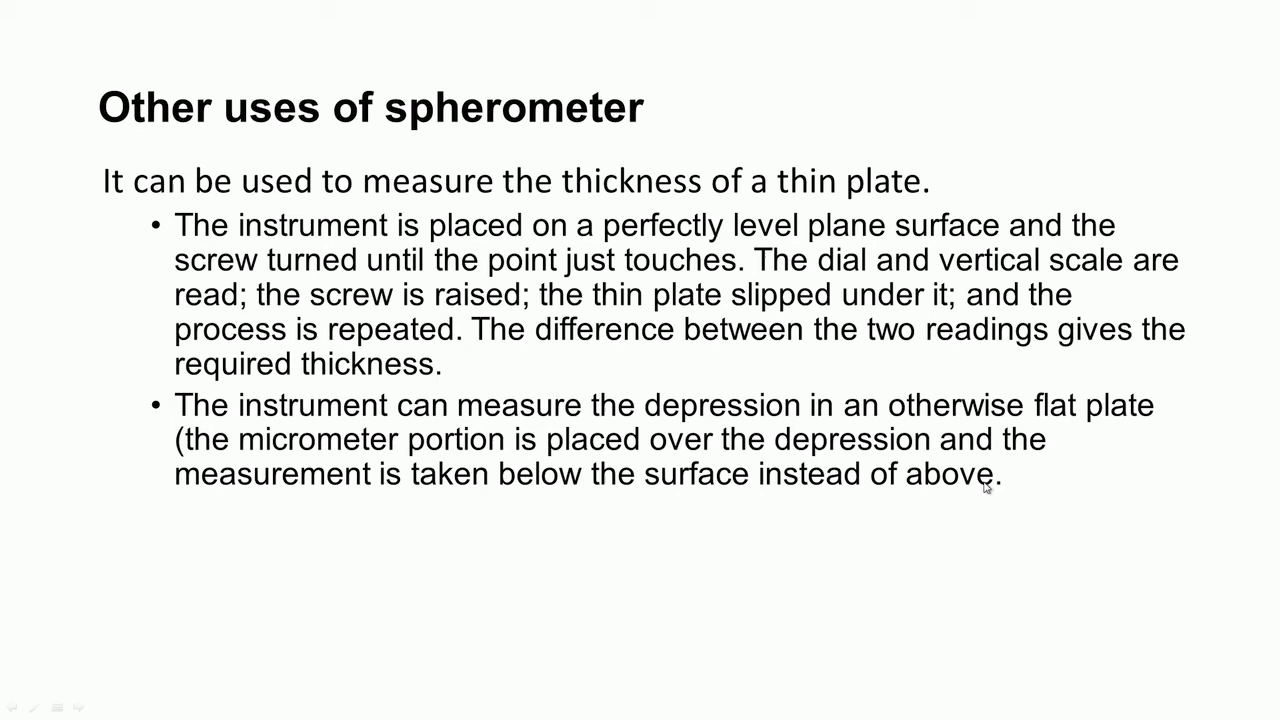 Other uses of spherometer
It can be used to measure the thickness of a thin plate.
• The instrument is placed on a perfectly level plane surface and the
screw turned until the point just touches. The dial and vertical scale are
read; the screw is raised; the thin plate slipped under it; and the
process is repeated. The difference between the two readings gives the
required thickness.
• The instrument can measure the depression in an otherwise flat plate
(the micrometer portion is placed over the depression and the
measurement is taken below the surface instead of above.